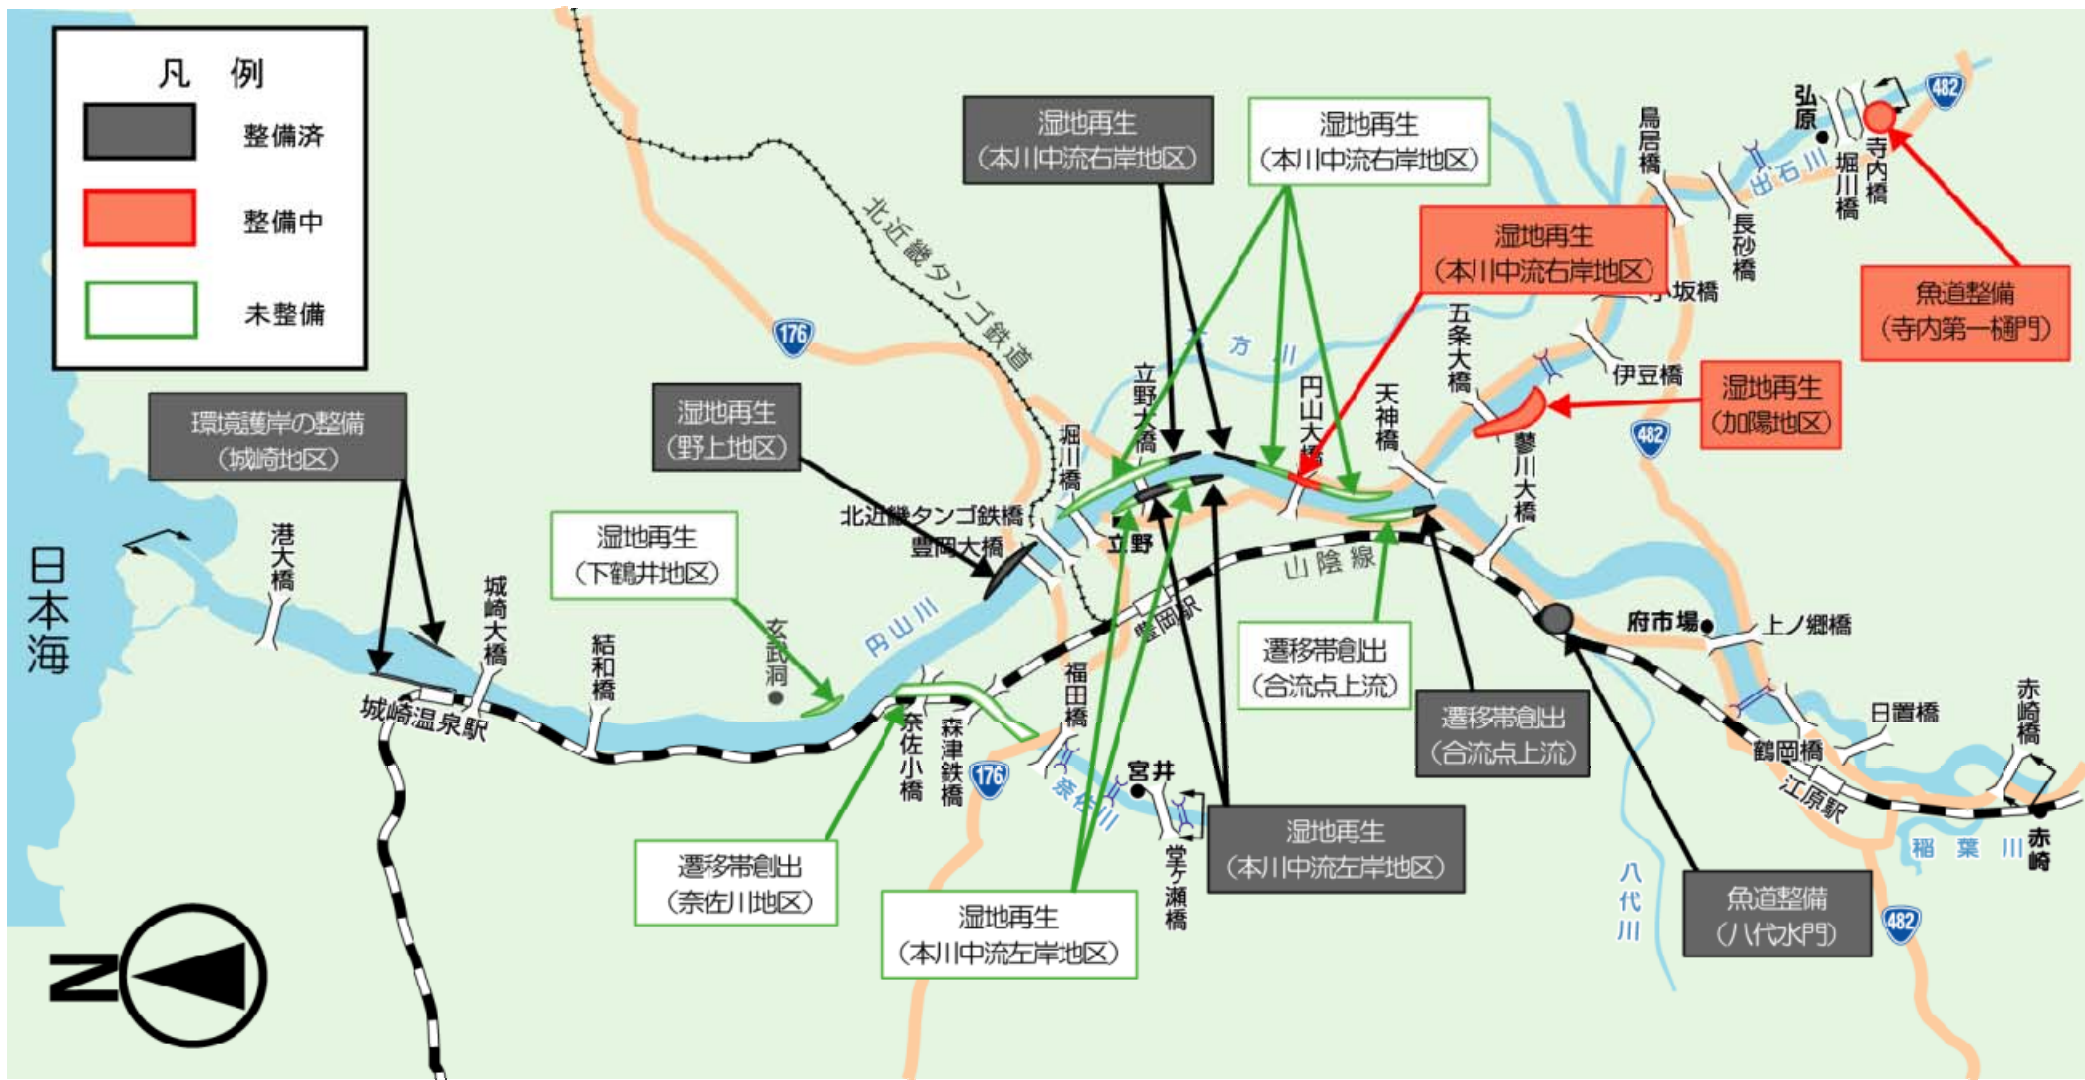 凡 例
整備済
整備中
未整備
湿地再生
(本川中流右岸地区)
湿地再生
(本川中流右岸地区)
湿地再生
(本川中流右岸地区)
魚道整備
(寺内第一樋門)
湿地再生
(加陽地区)
環境護岸の整備
(城崎地区)
湿地再生
(野上地区)
湿地再生
(下鶴井地区)
遷移帯創出
(合流点上流)
遷移帯創出
(合流点上流)
湿地再生
(本川中流左岸地区)
湿地再生
(本川中流左岸地区)
遷移帯創出
(奈佐川地区)
魚道整備
(八代水門)
日本海
港大橋
城崎大橋
城崎温泉駅
結和橋
玄武洞
円山川
奈佐小橋
森津鉄橋
福田橋
奈佐川
宮井
堂ヶ瀬橋
北近畿タンゴ鉄道
北近畿タンゴ鉄橋
豊岡大橋
堀川橋
立野大橋
立野
豊岡駅
山陰線
方川
円山大橋
天神橋
五条大橋
蓼川大橋
伊豆橋
小坂橋
鳥居橋
長砂橋
出石川
弘原
堀川橋
寺内橋
府市場
上ノ郷橋
鶴岡橋
日置橋
江原駅
赤崎橋
赤崎
稲葉川
八代川
176
176
482
482
482
N